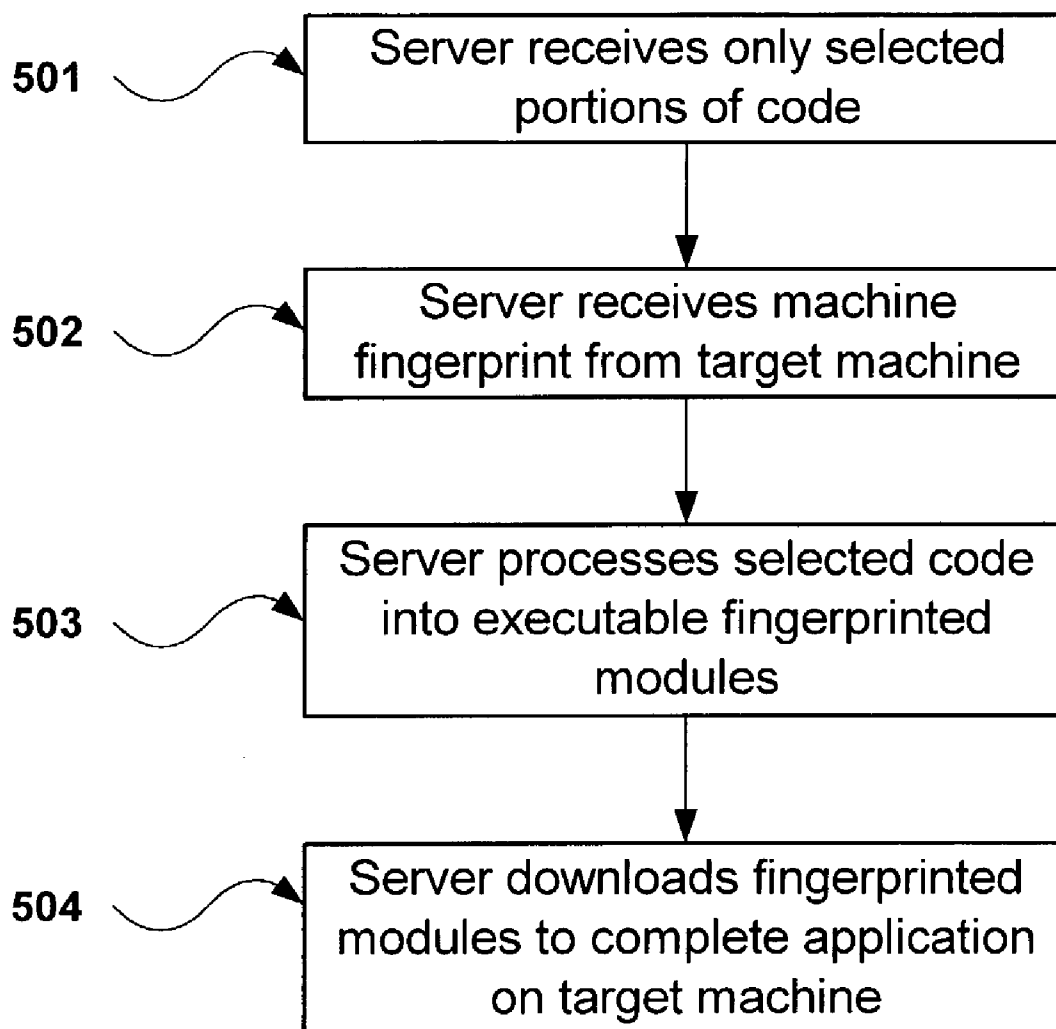 501
Server receives only selected
portions of code
502
Server receives machine
fingerprint from target machine
503
Server processes selected code
into executable fingerprinted
modules
504
Server downloads fingerprinted
modules to complete application
on target machine